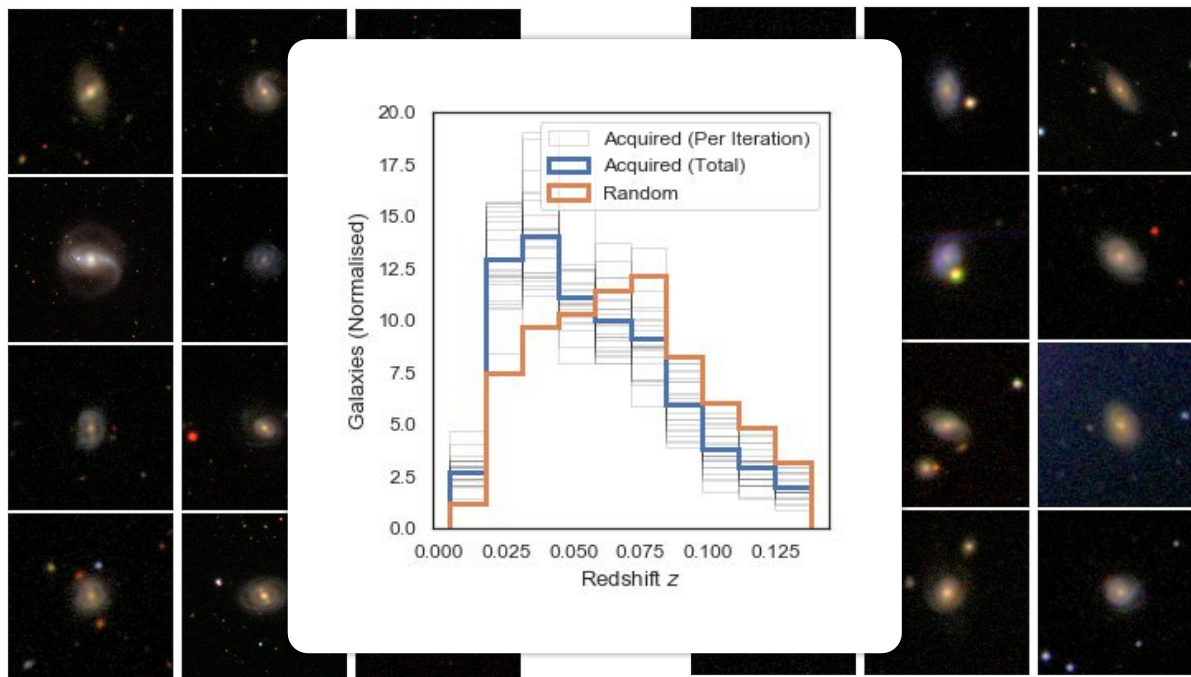 20.0
17.5
15.0
12.5
10.0
7.5
5.0
2.5
0.0
Galaxies (Normalised)
Acquired (Per Iteration)
Acquired (Total)
Random
0.000 0.025 0.050 0.075 0.100 0.125
Redshift z